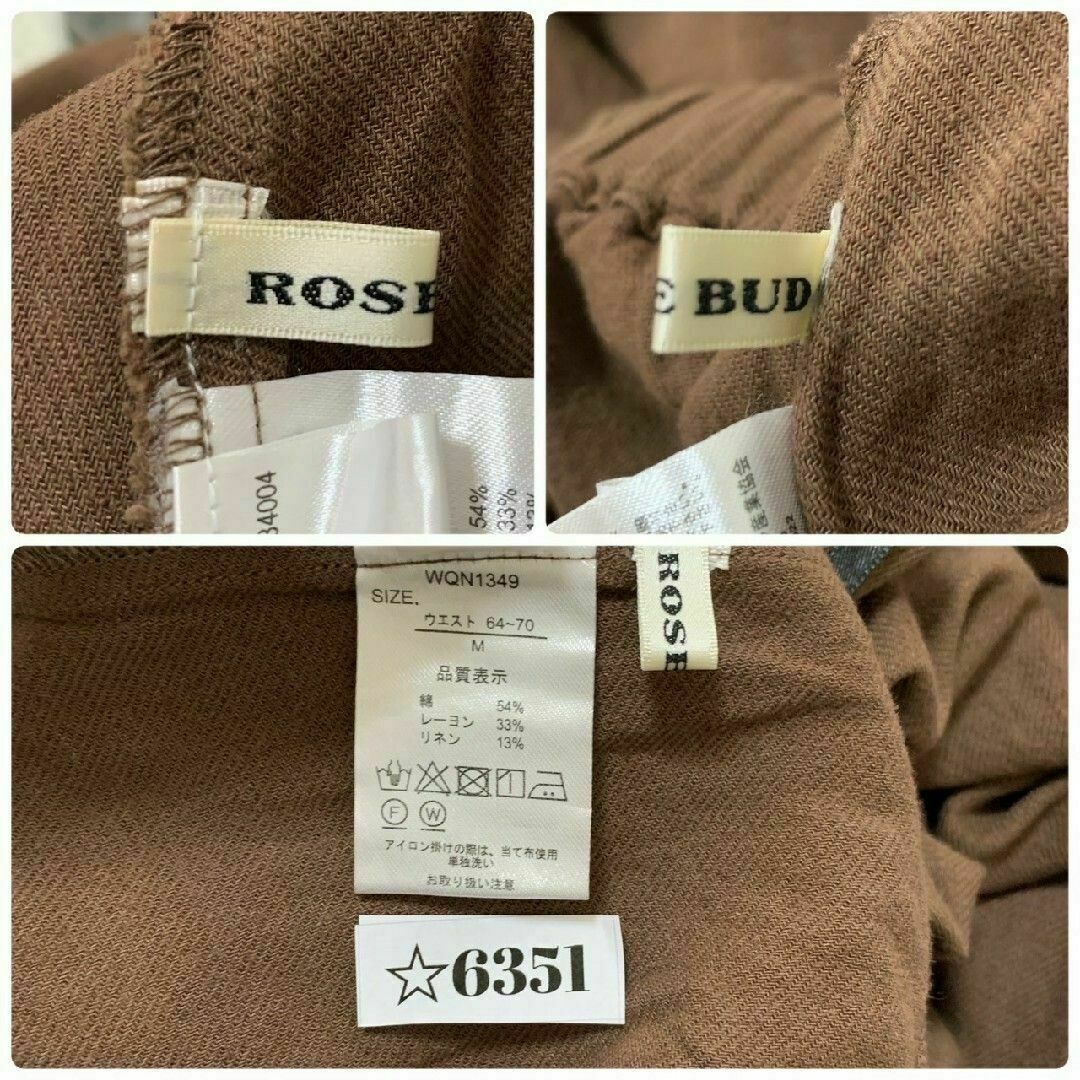 ROSE
34004
54%
33%
13%
E BUD
WQN1349
SIZE.
ウエスト 64~70
M
品質表示
綿 54%
レーヨン 33%
リネン 13%
F W
アイロン掛けの際は、当て布使用
単独洗い
お取り扱い注意
ROSE
☆6351